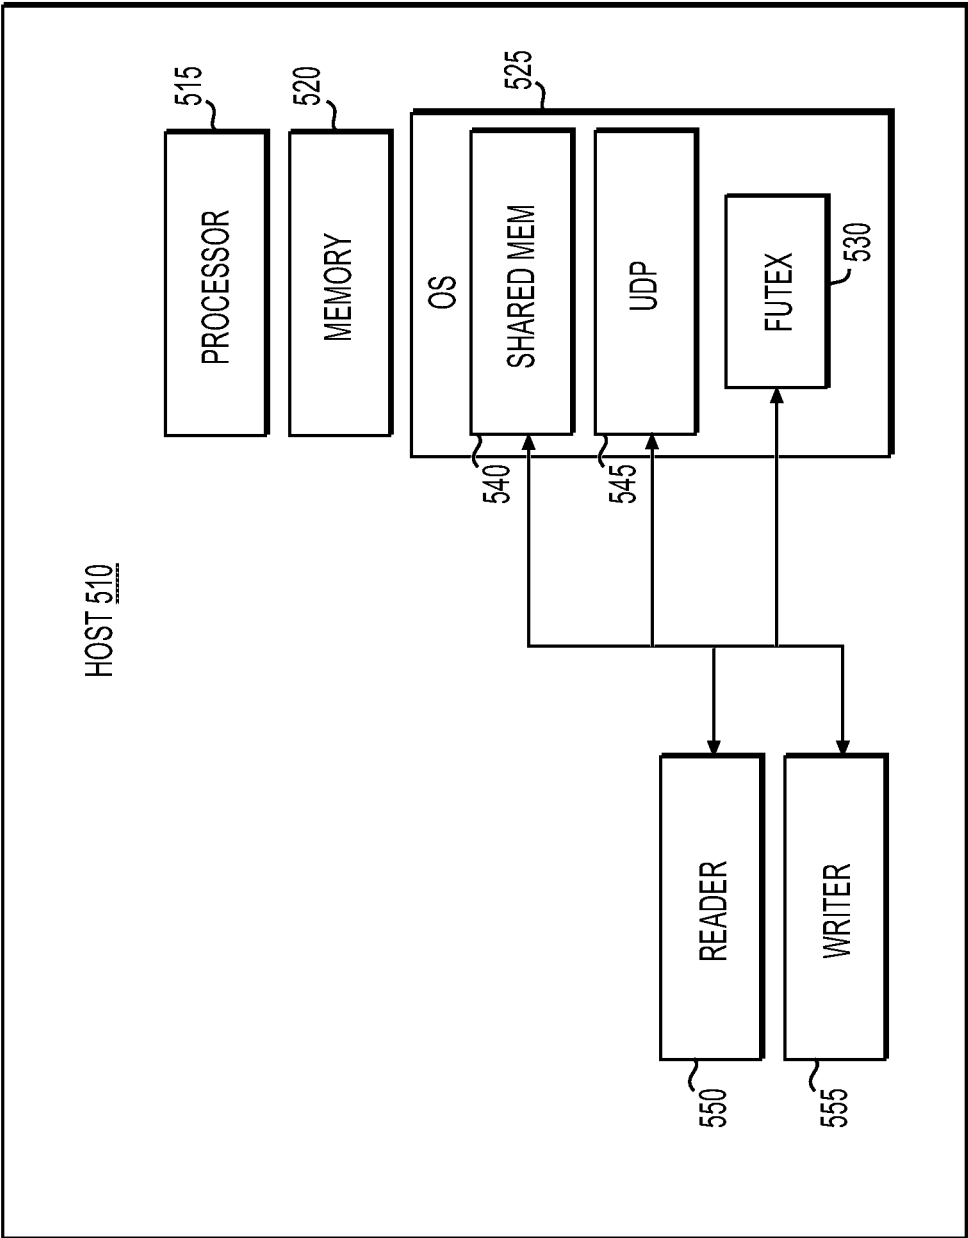 HOST 510
PROCESSOR
515
MEMORY
520
OS
525
SHARED MEM
540
UDP
545
FUTEX
530
READER
550
WRITER
555